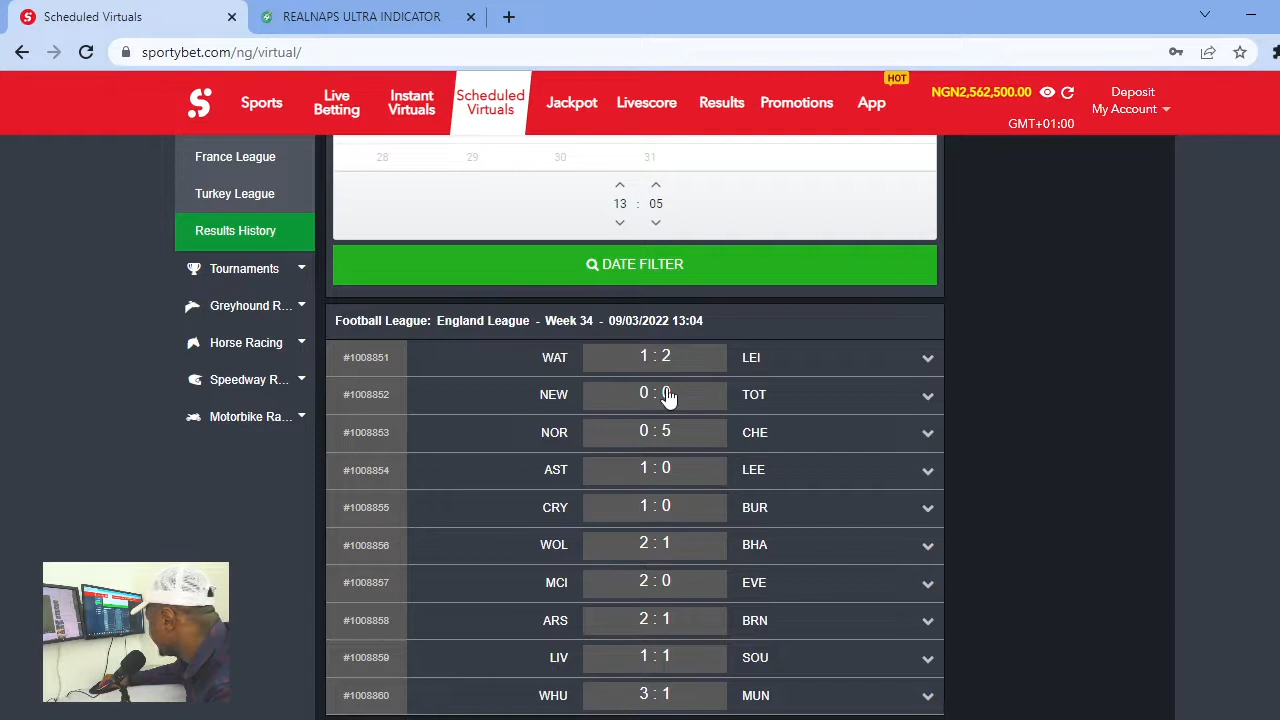 Scheduled Virtuals
REALNAPS ULTRA INDICATOR
sportybet.com/ng/virtual/
Sports
Live Betting
Instant Virtuals
Scheduled Virtuals
Jackpot
Livescore
Results
Promotions
App
HOT
NGN2,562,500.00
GMT+01:00
Deposit
My Account
France League
Turkey League
Results History
Tournaments
Greyhound R...
Horse Racing
Speedway R...
Motorbike Ra...
28 29 30 31
13 : 05
DATE FILTER
Football League: England League - Week 34 - 09/03/2022 13:04
#1008851 WAT 1 : 2 LEI
#1008852 NEW 0 : 0 TOT
#1008853 NOR 0 : 5 CHE
#1008854 AST 1 : 0 LEE
#1008855 CRY 1 : 0 BUR
#1008856 WOL 2 : 1 BHA
#1008857 MCI 2 : 0 EVE
#1008858 ARS 2 : 1 BRN
#1008859 LIV 1 : 1 SOU
#1008860 WHU 3 : 1 MUN